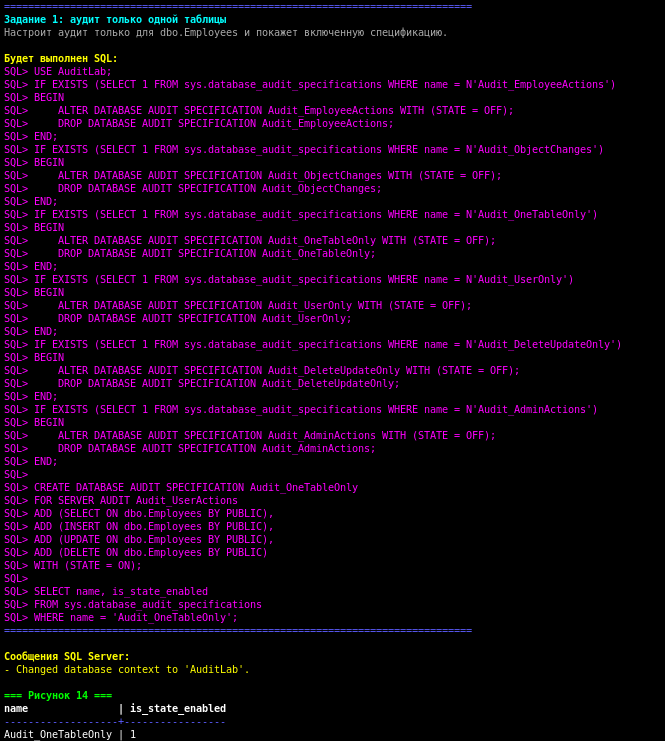 ==============================================================================
Задание 1: аудит только одной таблицы
Настроит аудит только для dbo.Employees и покажет включенную спецификацию.
Будет выполнен SQL:
SQL> USE AuditLab;
SQL> IF EXISTS (SELECT 1 FROM sys.database_audit_specifications WHERE name = N'Audit_EmployeeActions')
SQL> BEGIN
SQL>     ALTER DATABASE AUDIT SPECIFICATION Audit_EmployeeActions WITH (STATE = OFF);
SQL>     DROP DATABASE AUDIT SPECIFICATION Audit_EmployeeActions;
SQL> END;
SQL> IF EXISTS (SELECT 1 FROM sys.database_audit_specifications WHERE name = N'Audit_ObjectChanges')
SQL> BEGIN
SQL>     ALTER DATABASE AUDIT SPECIFICATION Audit_ObjectChanges WITH (STATE = OFF);
SQL>     DROP DATABASE AUDIT SPECIFICATION Audit_ObjectChanges;
SQL> END;
SQL> IF EXISTS (SELECT 1 FROM sys.database_audit_specifications WHERE name = N'Audit_OneTableOnly')
SQL> BEGIN
SQL>     ALTER DATABASE AUDIT SPECIFICATION Audit_OneTableOnly WITH (STATE = OFF);
SQL>     DROP DATABASE AUDIT SPECIFICATION Audit_OneTableOnly;
SQL> END;
SQL> IF EXISTS (SELECT 1 FROM sys.database_audit_specifications WHERE name = N'Audit_UserOnly')
SQL> BEGIN
SQL>     ALTER DATABASE AUDIT SPECIFICATION Audit_UserOnly WITH (STATE = OFF);
SQL>     DROP DATABASE AUDIT SPECIFICATION Audit_UserOnly;
SQL> END;
SQL> IF EXISTS (SELECT 1 FROM sys.database_audit_specifications WHERE name = N'Audit_DeleteUpdateOnly')
SQL> BEGIN
SQL>     ALTER DATABASE AUDIT SPECIFICATION Audit_DeleteUpdateOnly WITH (STATE = OFF);
SQL>     DROP DATABASE AUDIT SPECIFICATION Audit_DeleteUpdateOnly;
SQL> END;
SQL> IF EXISTS (SELECT 1 FROM sys.database_audit_specifications WHERE name = N'Audit_AdminActions')
SQL> BEGIN
SQL>     ALTER DATABASE AUDIT SPECIFICATION Audit_AdminActions WITH (STATE = OFF);
SQL>     DROP DATABASE AUDIT SPECIFICATION Audit_AdminActions;
SQL> END;
SQL>
SQL> CREATE DATABASE AUDIT SPECIFICATION Audit_OneTableOnly
SQL> FOR SERVER AUDIT Audit_UserActions
SQL> ADD (SELECT ON dbo.Employees BY PUBLIC),
SQL> ADD (INSERT ON dbo.Employees BY PUBLIC),
SQL> ADD (UPDATE ON dbo.Employees BY PUBLIC),
SQL> ADD (DELETE ON dbo.Employees BY PUBLIC)
SQL> WITH (STATE = ON);
SQL>
SQL> SELECT name, is_state_enabled
SQL> FROM sys.database_audit_specifications
SQL> WHERE name = 'Audit_OneTableOnly';
==============================================================================
Сообщения SQL Server:
- Changed database context to 'AuditLab'.
=== Рисунок 14 ===
name               | is_state_enabled
-------------------+-----------------
Audit_OneTableOnly | 1